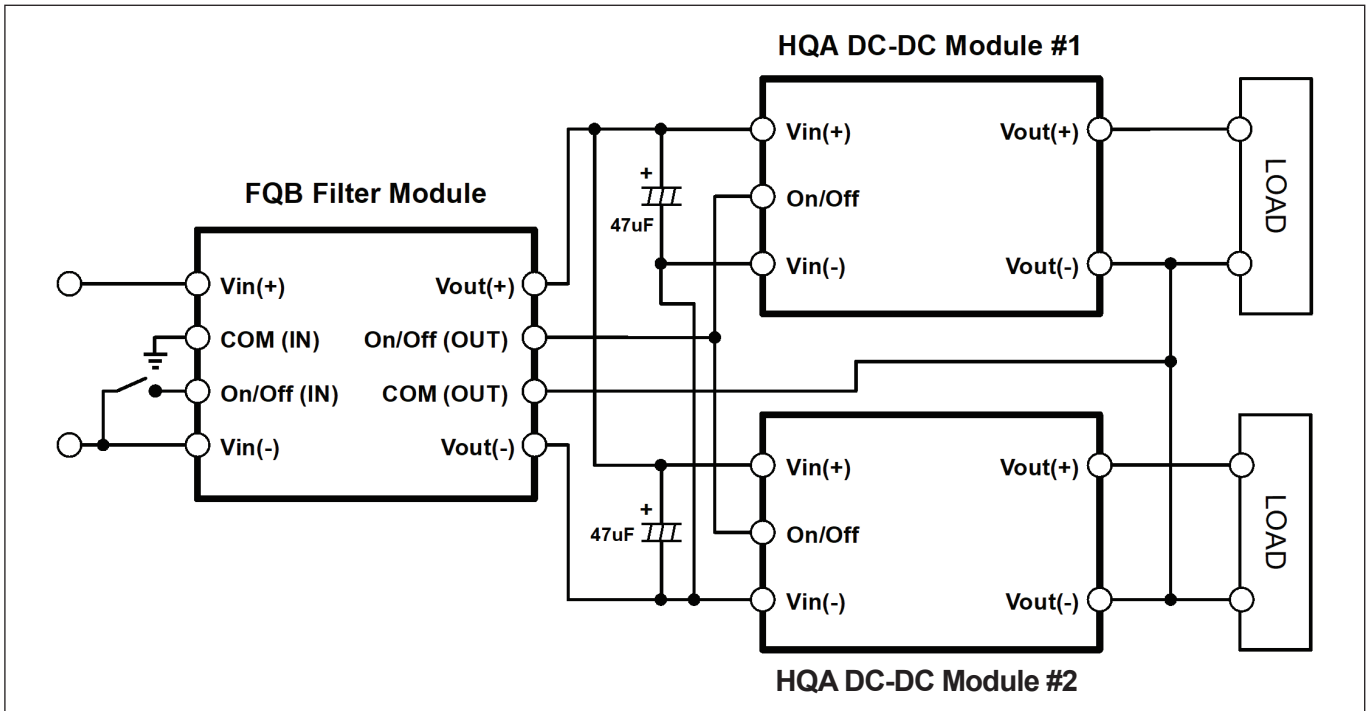 HQA DC-DC Module #1
Vin(+)
Vout(+)
On/Off
Vin(-)
Vout(-)
LOAD
+
47uF
FQB Filter Module
Vin(+)
Vout(+)
COM (IN)
On/Off (OUT)
On/Off (IN)
COM (OUT)
Vin(-)
Vout(-)
+
47uF
Vin(+)
Vout(+)
On/Off
Vin(-)
Vout(-)
LOAD
HQA DC-DC Module #2